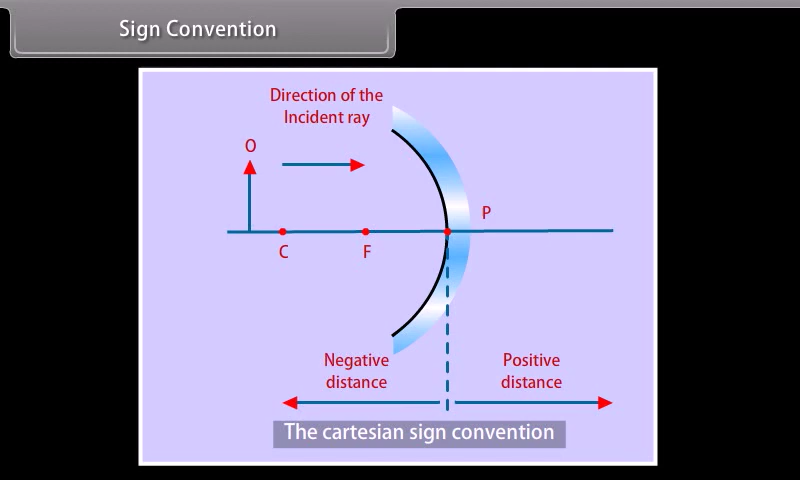 Sign Convention
Direction of the
Incident ray
O
P
C
F
Negative
distance
Positive
distance
The cartesian sign convention